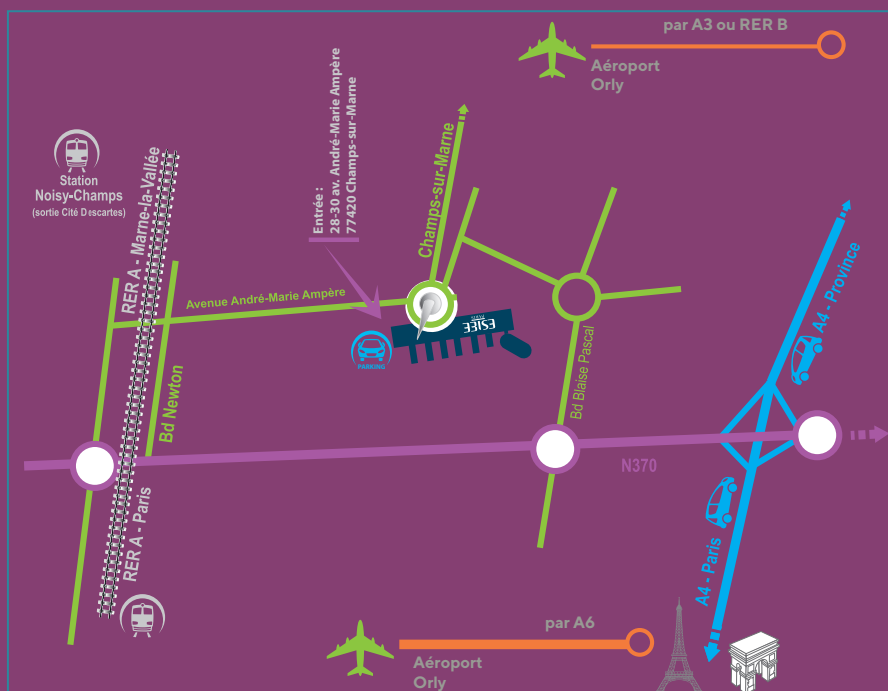 par A3 ou RER B
Aéroport
Orly
Entrée :
28-30 av. André-Marie Ampère
77420 Champs-sur-Marne
Station
Noisy-Champs
(sortie Cité Descartes)
RER A - Marne-la-Vallée
Champs-sur-Marne
Avenue André-Marie Ampère
ESIEE
PARIS
PARKING
Bd Newton
Bd Blaise Pascal
A4 - Province
N370
RER A - Paris
A4 - Paris
par A6
Aéroport
Orly